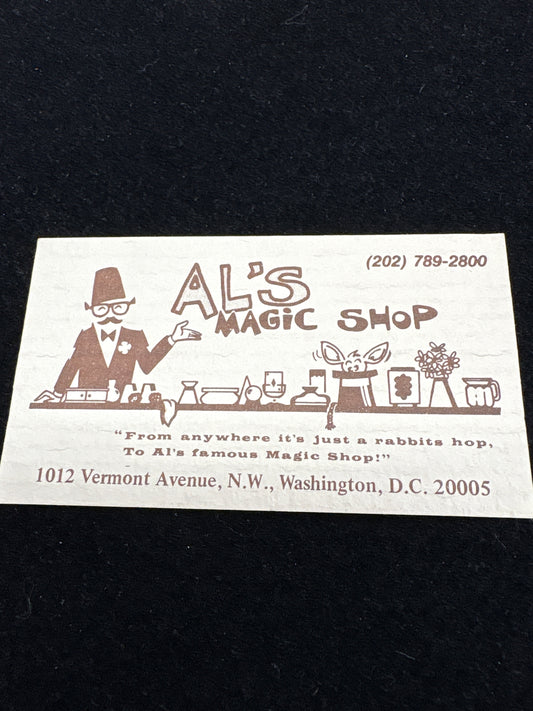 (202) 789-2800
AL'S
MAGIC SHOP
"From anywhere it's just a rabbits hop,
To Al's famous Magic Shop!"
1012 Vermont Avenue, N.W., Washington, D.C. 20005